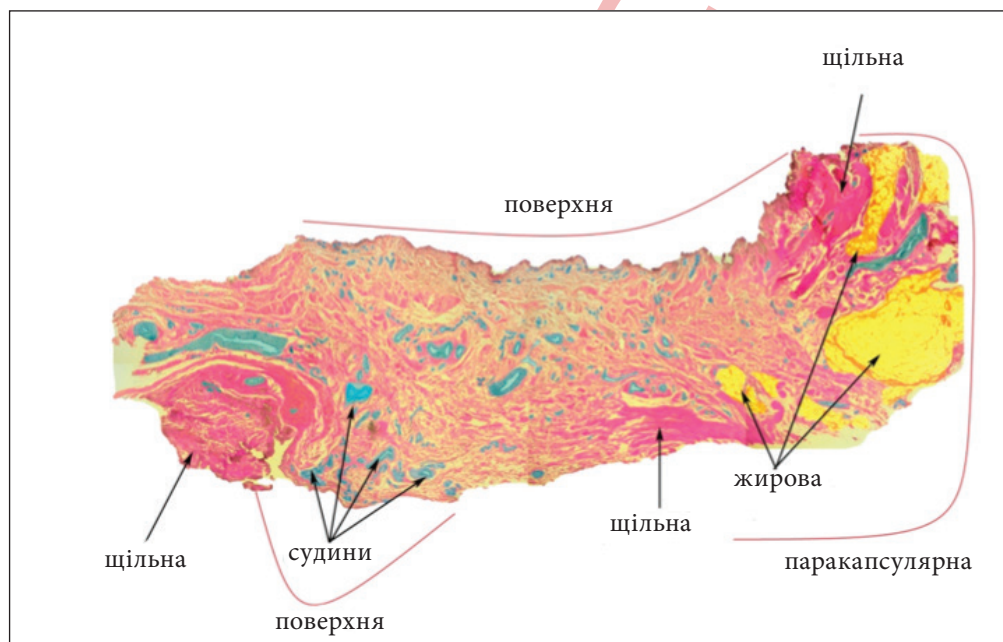 щільна
поверхня
жирова
щільна
судини
щільна
паракапсулярна
поверхня